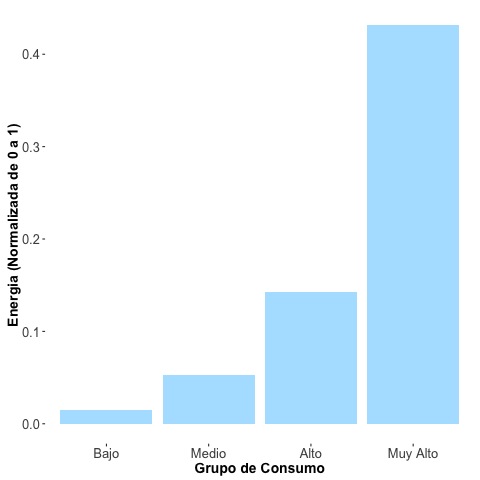 Energia (Normalizada de 0 a 1)
0.4
0.3
0.2
0.1
0.0
Bajo Medio Alto Muy Alto
Grupo de Consumo